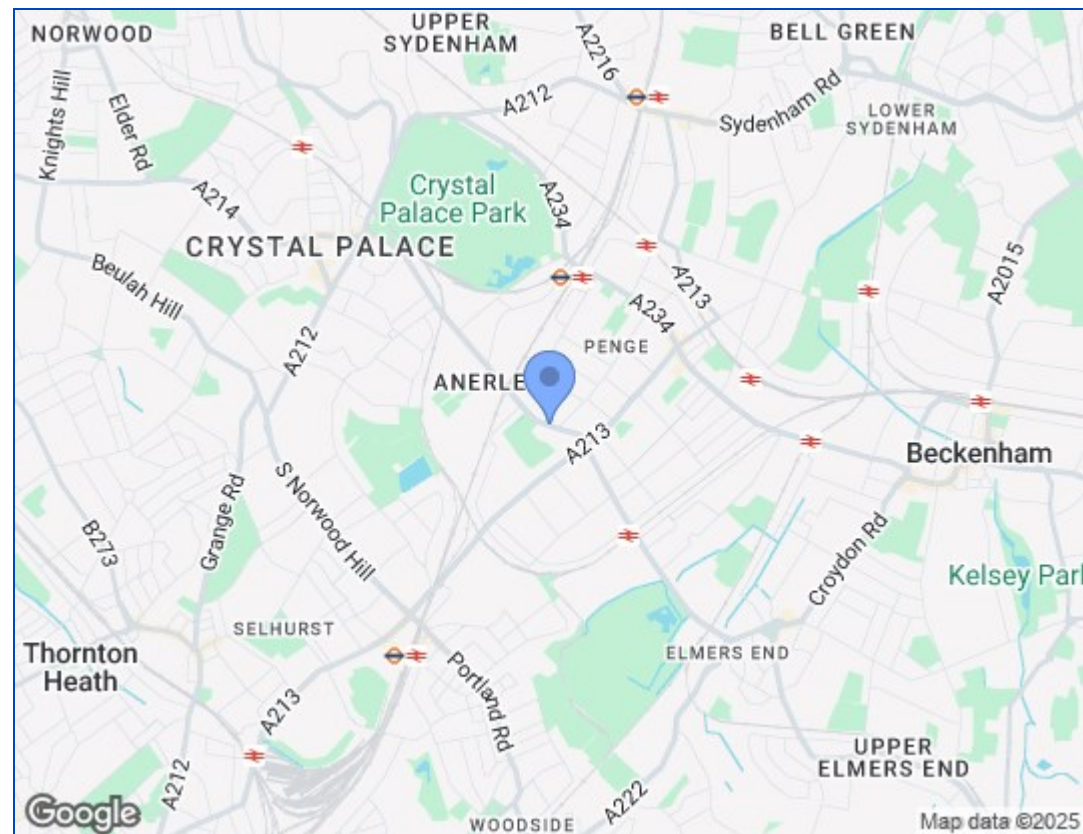 NORWOOD
UPPER
SYDENHAM
A2216
BELL GREEN
Knights Hill
Elder Rd
A212
Sydenham Rd
LOWER
SYDENHAM
A214
Crystal
Palace Park
A234
CRYSTAL PALACE
A213
A2015
Beulah Hill
A234
A212
PENGE
ANERLE
A213
Beckenham
Grange Rd
S Norwood Hill
B273
Croydon Rd
Kelsey Par
SELHURST
Thornton
Heath
ELMERS END
Portland Rd
A213
A212
UPPER
ELMERS END
A222
WOODSIDE
Google
Map data ©2025